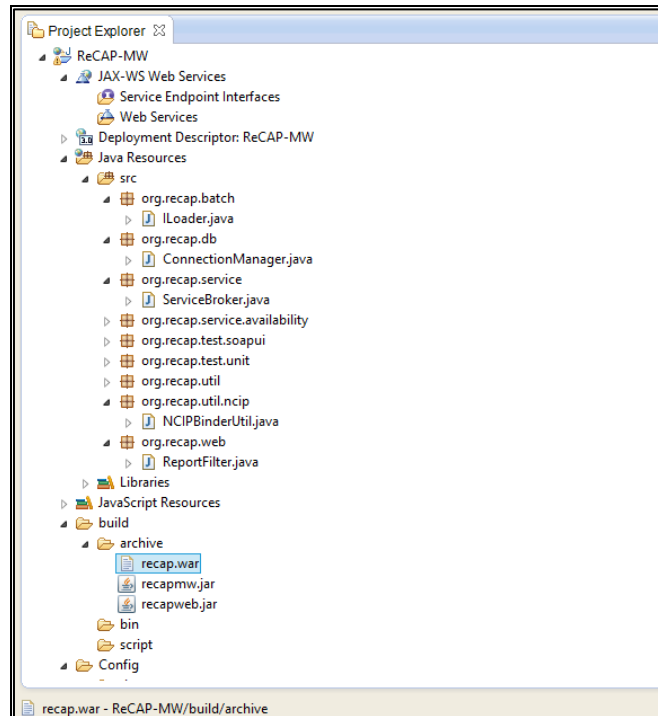 Project Explorer
ReCAP-MW
JAX-WS Web Services
Service Endpoint Interfaces
Web Services
3.0 Deployment Descriptor: ReCAP-MW
Java Resources
src
org.recap.batch
J ILoader.java
org.recap.db
J ConnectionManager.java
org.recap.service
J ServiceBroker.java
org.recap.service.availability
org.recap.test.soapui
org.recap.test.unit
org.recap.util
org.recap.util.ncip
J NCIPBinderUtil.java
org.recap.web
J ReportFilter.java
Libraries
JavaScript Resources
build
archive
recap.war
recapmw.jar
recapweb.jar
bin
script
Config
recap.war - ReCAP-MW/build/archive